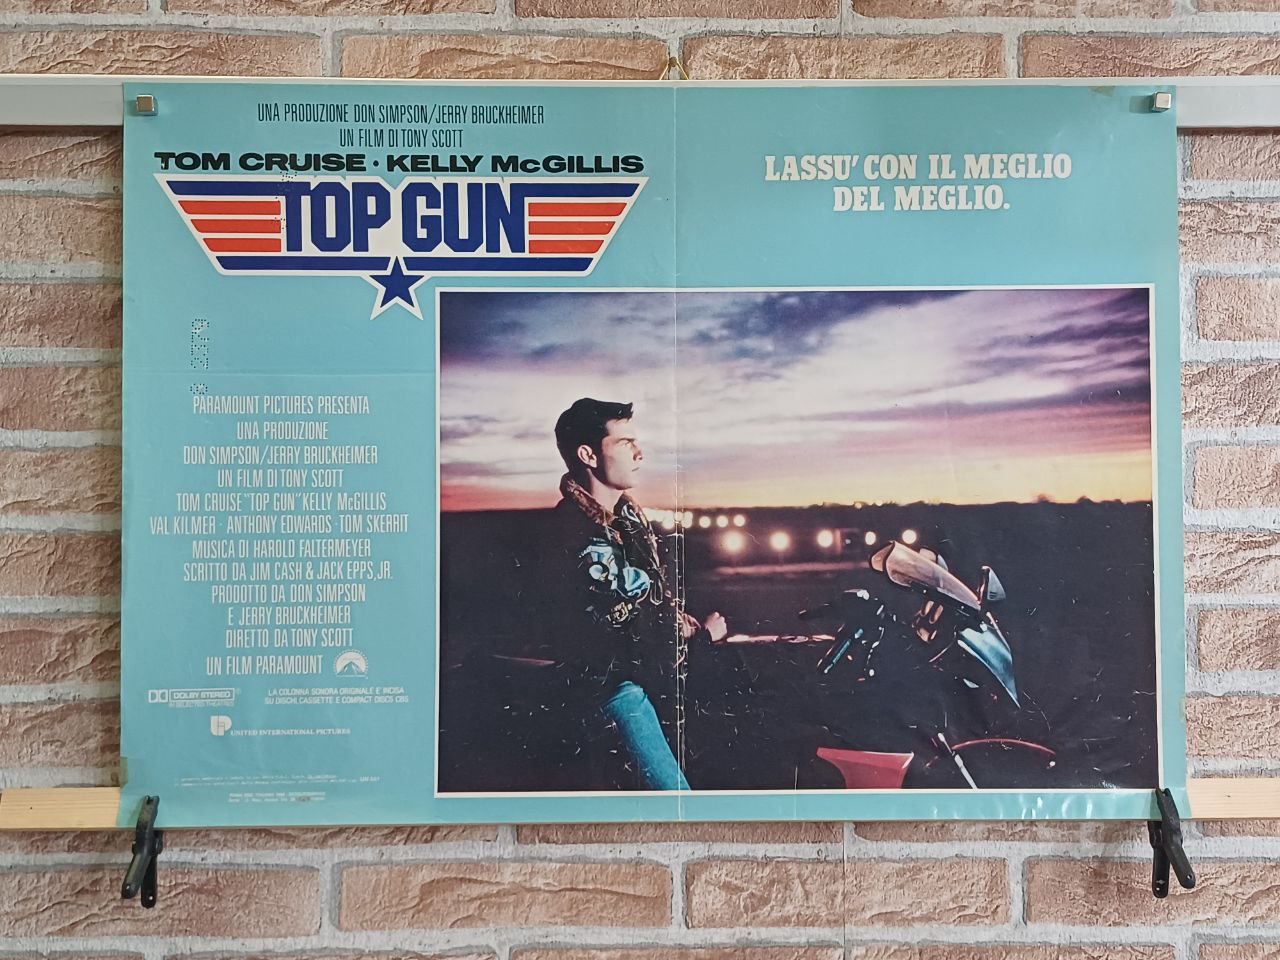 UNA PRODUZIONE DON SIMPSON/JERRY BRUCKHEIMER
UN FILM DI TONY SCOTT
TOM CRUISE · KELLY McGILLIS
TOP GUN
LASSU' CON IL MEGLIO
DEL MEGLIO.
PARAMOUNT PICTURES PRESENTA
UNA PRODUZIONE
DON SIMPSON/JERRY BRUCKHEIMER
UN FILM DI TONY SCOTT
TOM CRUISE "TOP GUN" KELLY McGILLIS
VAL KILMER · ANTHONY EDWARDS · TOM SKERRIT
MUSICA DI HAROLD FALTERMEYER
SCRITTO DA JIM CASH & JACK EPPS, JR.
PRODOTTO DA DON SIMPSON
E JERRY BRUCKHEIMER
DIRETTO DA TONY SCOTT
UN FILM PARAMOUNT
DOLBY STEREO
IN SELECTED THEATRES
LA COLONNA SONORA ORIGINALE E' INCISA
SU DISCHI, CASSETTE E COMPACT DISCS CBS
UNITED INTERNATIONAL PICTURES